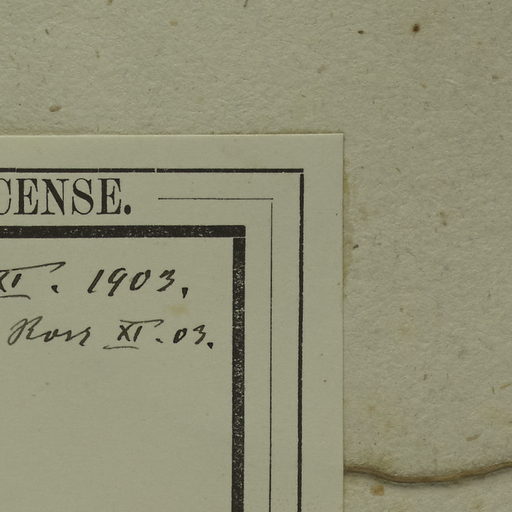 CENSE.
XI. 1903.
Ross XI.03.